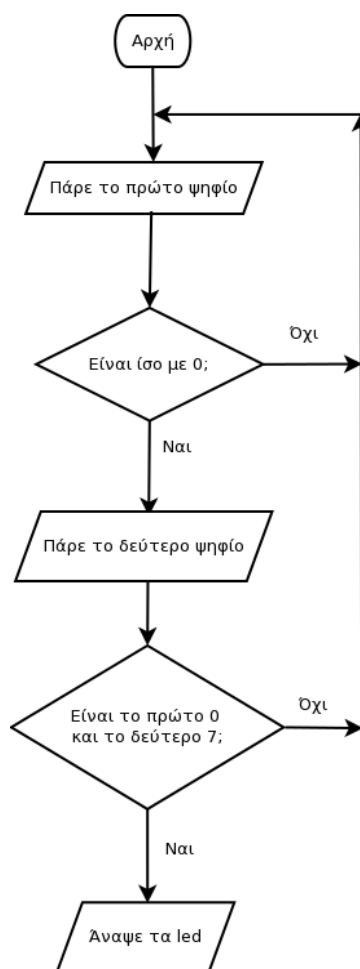 Αρχή
Πάρε το πρώτο ψηφίο
Είναι ίσο με 0;
Όχι
Ναι
Πάρε το δεύτερο ψηφίο
Είναι το πρώτο 0
και το δεύτερο 7;
Όχι
Ναι
Άναψε τα led